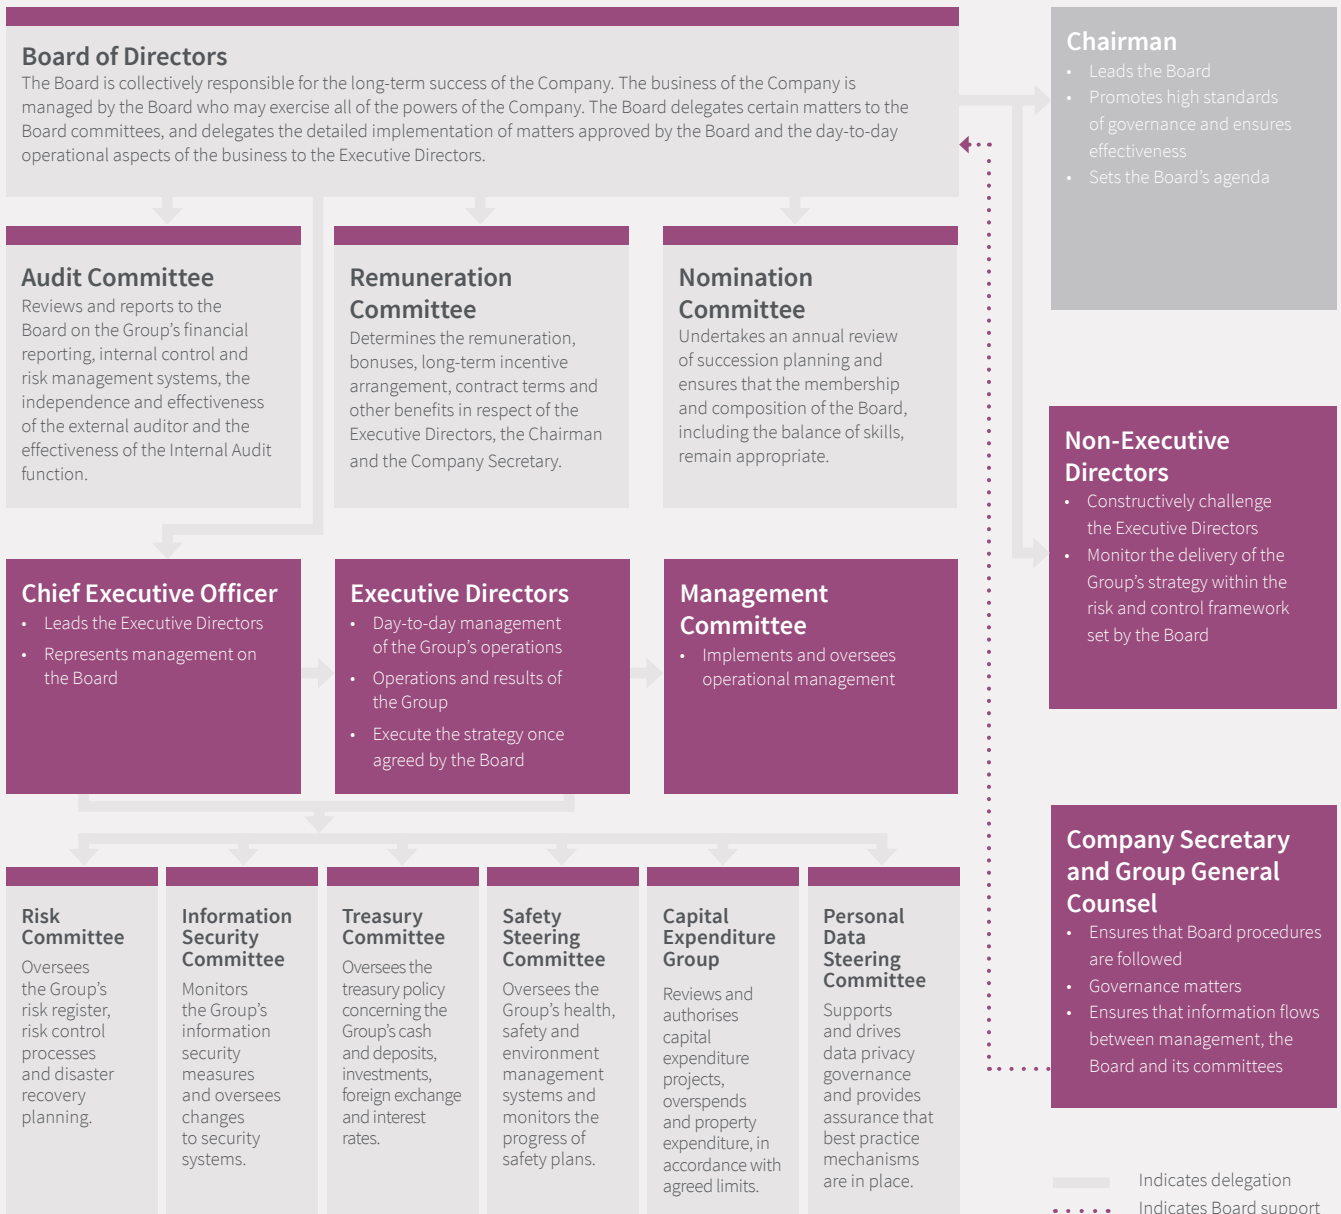 Board of Directors
The Board is collectively responsible for the long-term success of the Company. The business of the Company is
managed by the Board who may exercise all of the powers of the Company. The Board delegates certain matters to the
Board committees, and delegates the detailed implementation of matters approved by the Board and the day-to-day
operational aspects of the business to the Executive Directors.
Chairman
• Leads the Board
• Promotes high standards
of governance and ensures
effectiveness
• Sets the Board's agenda
Audit Committee
Reviews and reports to the
Board on the Group's financial
reporting, internal control and
risk management systems, the
independence and effectiveness
of the external auditor and the
effectiveness of the Internal Audit
function.
Remuneration
Committee
Determines the remuneration,
bonuses, long-term incentive
arrangement, contract terms and
other benefits in respect of the
Executive Directors, the Chairman
and the Company Secretary.
Nomination
Committee
Undertakes an annual review
of succession planning and
ensures that the membership
and composition of the Board,
including the balance of skills,
remain appropriate.
Non-Executive
Directors
• Constructively challenge
the Executive Directors
• Monitor the delivery of the
Group's strategy within the
risk and control framework
set by the Board
Chief Executive Officer
• Leads the Executive Directors
• Represents management on
the Board
Executive Directors
• Day-to-day management
of the Group's operations
• Operations and results of
the Group
• Execute the strategy once
agreed by the Board
Management
Committee
• Implements and oversees
operational management
Company Secretary
and Group General
Counsel
• Ensures that Board procedures
are followed
• Governance matters
• Ensures that information flows
between management, the
Board and its committees
Risk
Committee
Oversees
the Group's
risk register,
risk control
processes
and disaster
recovery
planning.
Information
Security
Committee
Monitors
the Group's
information
security
measures
and oversees
changes
to security
systems.
Treasury
Committee
Oversees the
treasury policy
concerning the
Group's cash
and deposits,
investments,
foreign exchange
and interest
rates.
Safety
Steering
Committee
Oversees the
Group's health,
safety and
environment
management
systems and
monitors the
progress of
safety plans.
Capital
Expenditure
Group
Reviews and
authorises
capital
expenditure
projects,
overspends
and property
expenditure, in
accordance with
agreed limits.
Personal
Data
Steering
Committee
Supports
and drives
data privacy
governance
and provides
assurance that
best practice
mechanisms
are in place.
Indicates delegation
Indicates Board support